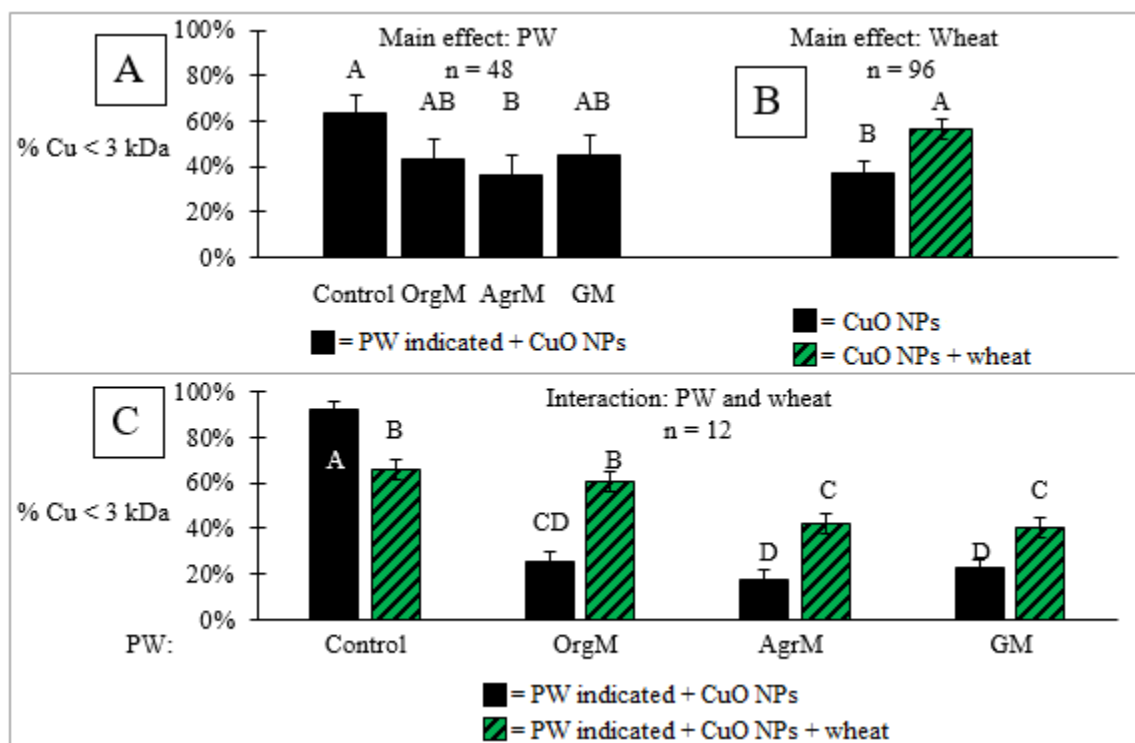 A
100%
80%
60%
40%
20%
0%
% Cu < 3 kDa
Main effect: PW
n = 48
A
AB
B
AB
Control OrgM AgrM GM
= PW indicated + CuO NPs
B
Main effect: Wheat
n = 96
B
A
= CuO NPs
= CuO NPs + wheat
C
100%
80%
60%
40%
20%
0%
% Cu < 3 kDa
Interaction: PW and wheat
n = 12
A
B
CD
B
D
C
D
C
PW: Control OrgM AgrM GM
= PW indicated + CuO NPs
= PW indicated + CuO NPs + wheat